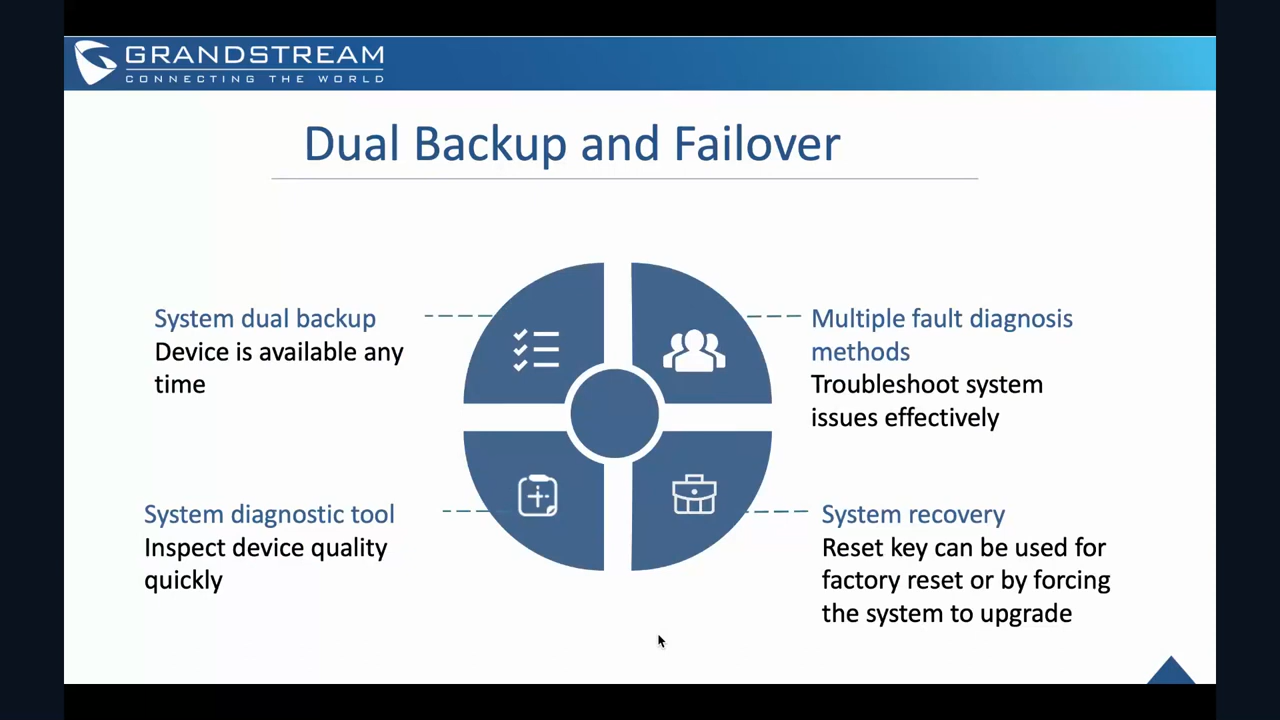 GRANDSTREAM
CONNECTING THE WORLD
Dual Backup and Failover
System dual backup
Device is available any
time
Multiple fault diagnosis
methods
Troubleshoot system
issues effectively
System diagnostic tool
Inspect device quality
quickly
System recovery
Reset key can be used for
factory reset or by forcing
the system to upgrade